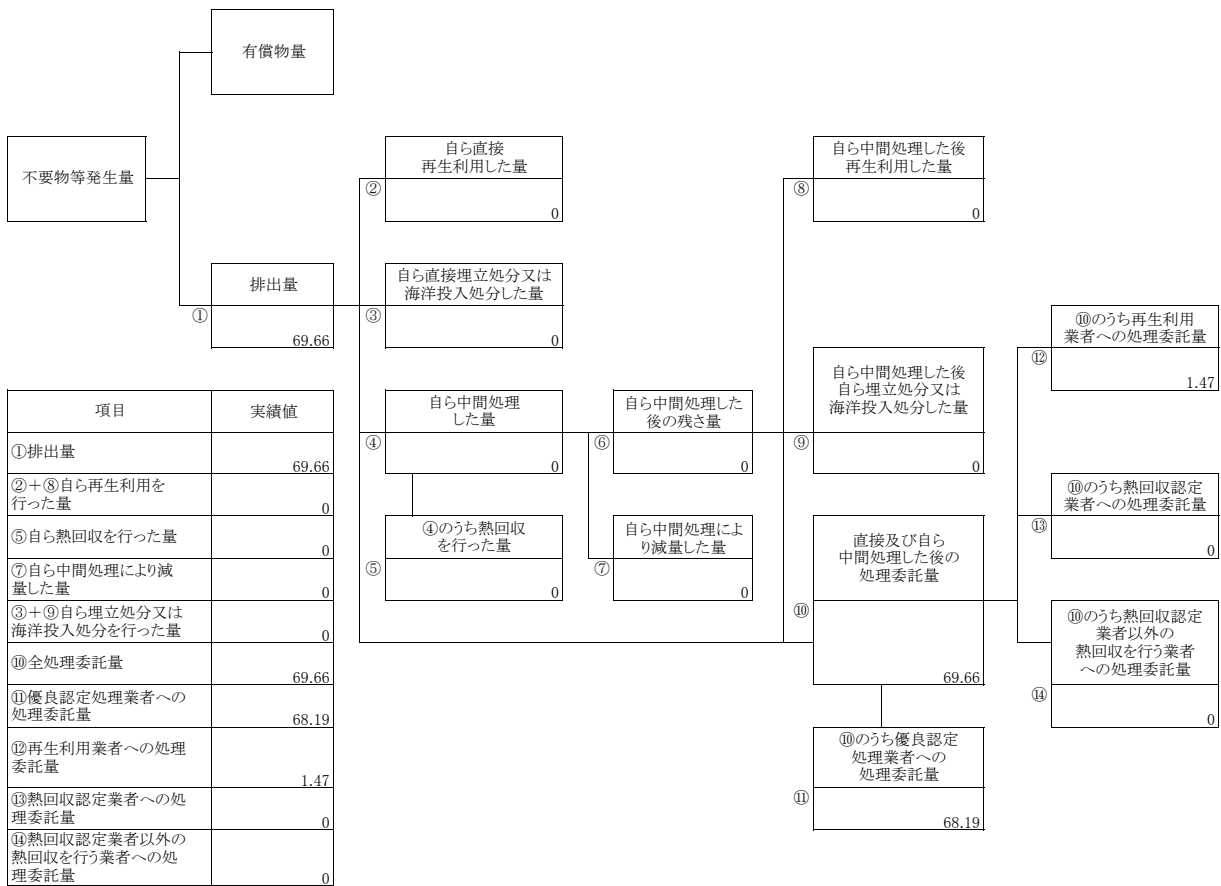 有償物量
不要物等発生量
排出量
①
69.66
自ら直接
再生利用した量
②
0
自ら直接埋立処分又は
海洋投入処分した量
③
0
自ら中間処理
した量
④
0
④のうち熱回収
を行った量
⑤
0
自ら中間処理した
後の残さ量
⑥
0
自ら中間処理によ
り減量した量
⑦
0
自ら中間処理した後
再生利用した量
⑧
0
自ら中間処理した後
自ら埋立処分又は
海洋投入処分した量
⑨
0
直接及び自ら
中間処理した後の
処理委託量
⑩
69.66
⑩のうち優良認定
処理業者への
処理委託量
⑪
68.19
⑩のうち再生利用
業者への処理委託量
⑫
1.47
⑩のうち熱回収認定
業者への処理委託量
⑬
0
⑩のうち熱回収認定
業者以外の
熱回収を行う業者
への処理委託量
⑭
0
項目 実績値
①排出量
69.66
②+⑧自ら再生利用を
行った量
0
⑤自ら熱回収を行った量
0
⑦自ら中間処理により減
量した量
0
③+⑨自ら埋立処分又は
海洋投入処分を行った量
0
⑩全処理委託量
69.66
⑪優良認定処理業者への
処理委託量
68.19
⑫再生利用業者への処理
委託量
1.47
⑬熱回収認定業者への処
理委託量
0
⑭熱回収認定業者以外の
熱回収を行う業者への処
理委託量
0